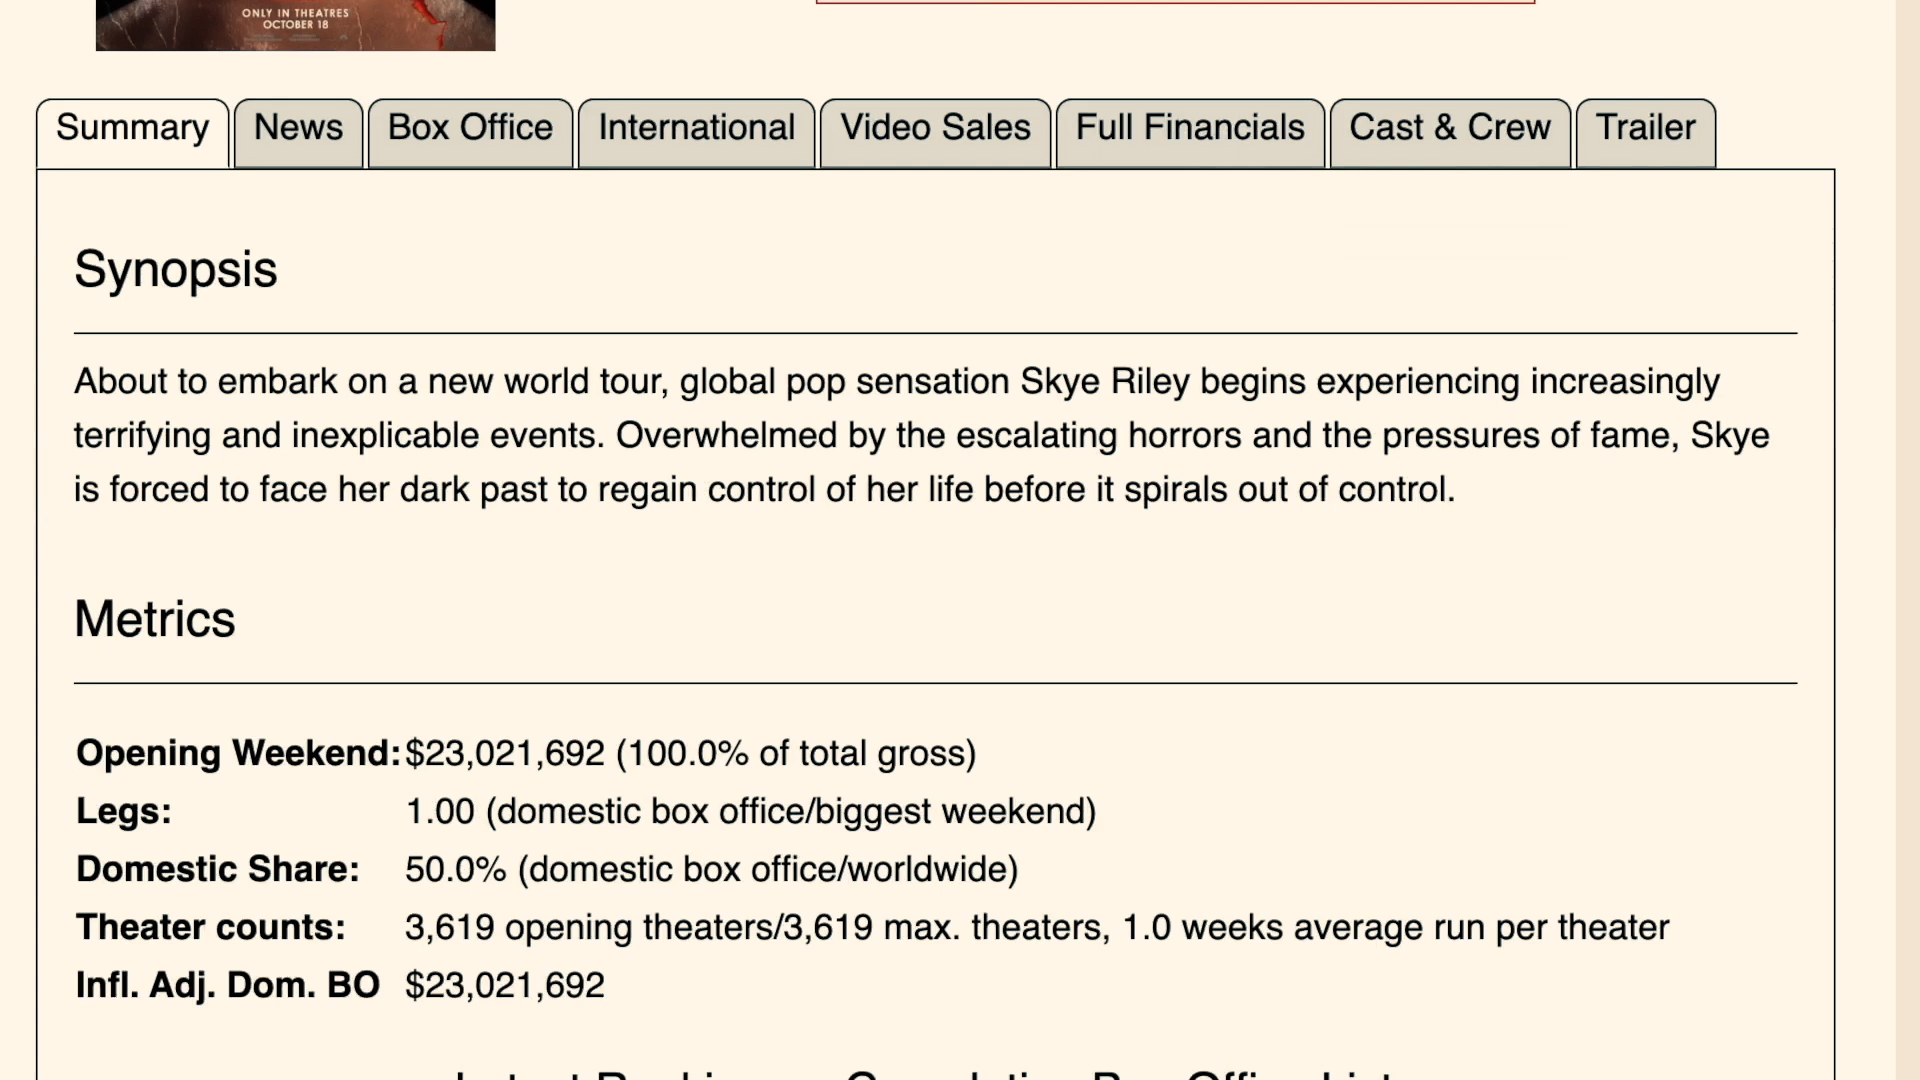 ONLY IN THEATRES
OCTOBER 18
Summary News Box Office International Video Sales Full Financials Cast & Crew Trailer
Synopsis
About to embark on a new world tour, global pop sensation Skye Riley begins experiencing increasingly
terrifying and inexplicable events. Overwhelmed by the escalating horrors and the pressures of fame, Skye
is forced to face her dark past to regain control of her life before it spirals out of control.
Metrics
Opening Weekend: $23,021,692 (100.0% of total gross)
Legs: 1.00 (domestic box office/biggest weekend)
Domestic Share: 50.0% (domestic box office/worldwide)
Theater counts: 3,619 opening theaters/3,619 max. theaters, 1.0 weeks average run per theater
Infl. Adj. Dom. BO $23,021,692